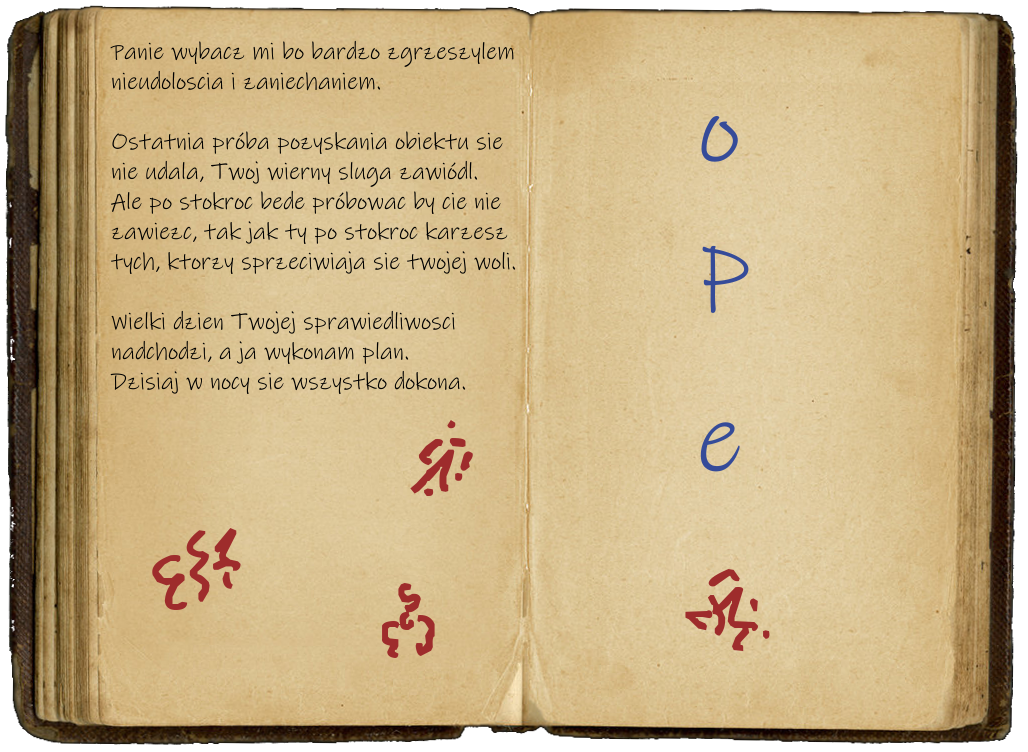 Panie wybacz mi bo bardzo zgrzeszylem
nieudoloscia i zaniechaniem.
Ostatnia próba pozyskania obiektu sie
nie udala, Twoj wierny sluga zawiódl.
Ale po stokroc bede próbowac by cie nie
zawiezc, tak jak ty po stokroc karzesz
tych, ktorzy sprzeciwiaja sie twojej woli.
Wielki dzien Twojej sprawiedliwosci
nadchodzi, a ja wykonam plan.
Dzisiaj w nocy sie wszystko dokona.
o
p
e